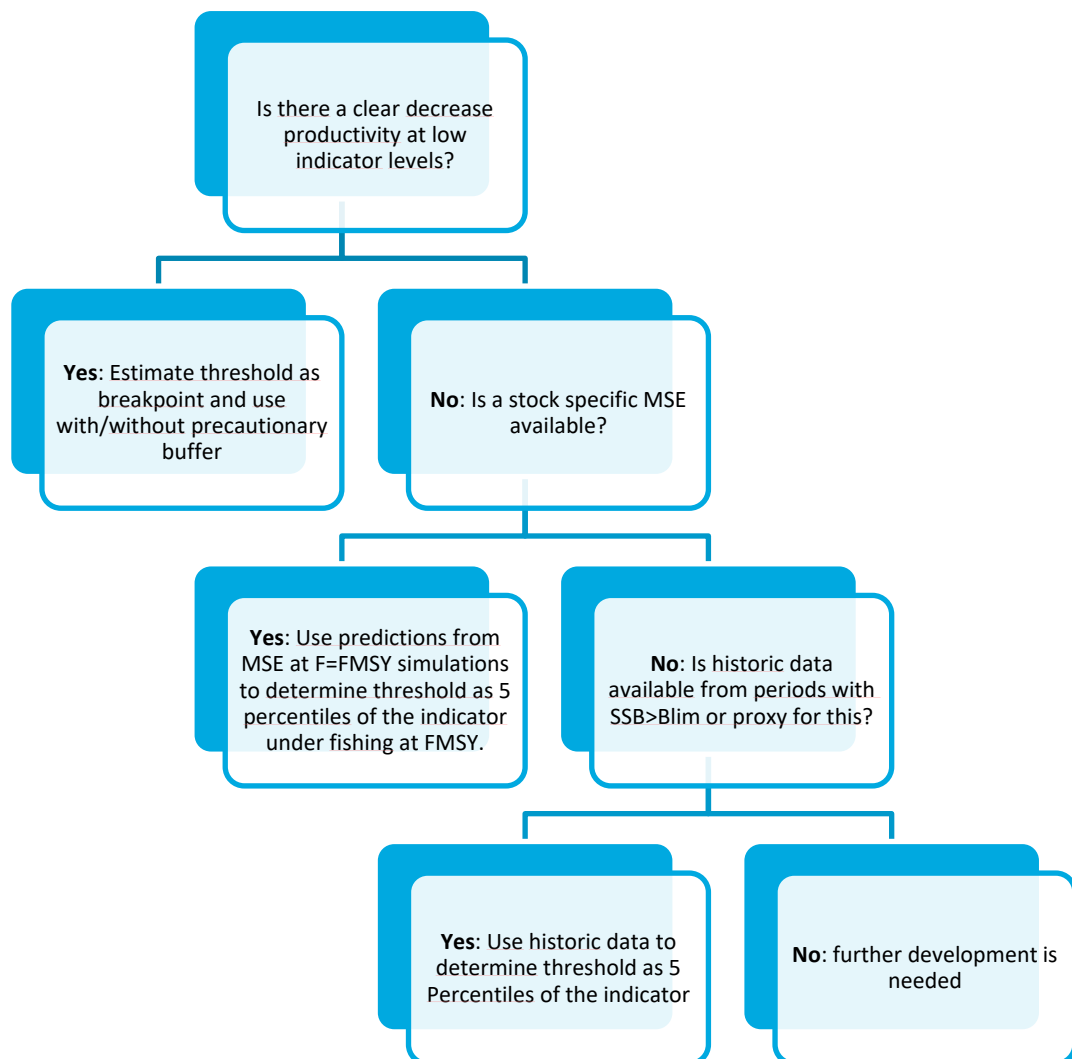 Is there a clear decrease
productivity at low
indicator levels?
Yes: Estimate threshold as
breakpoint and use
with/without precautionary
buffer
No: Is a stock specific MSE
available?
Yes: Use predictions from
MSE at F=FMSY simulations
to determine threshold as 5
percentiles of the indicator
under fishing at FMSY.
No: Is historic data
available from periods with
SSB>Blim or proxy for this?
Yes: Use historic data to
determine threshold as 5
Percentiles of the indicator
No: further development is
needed